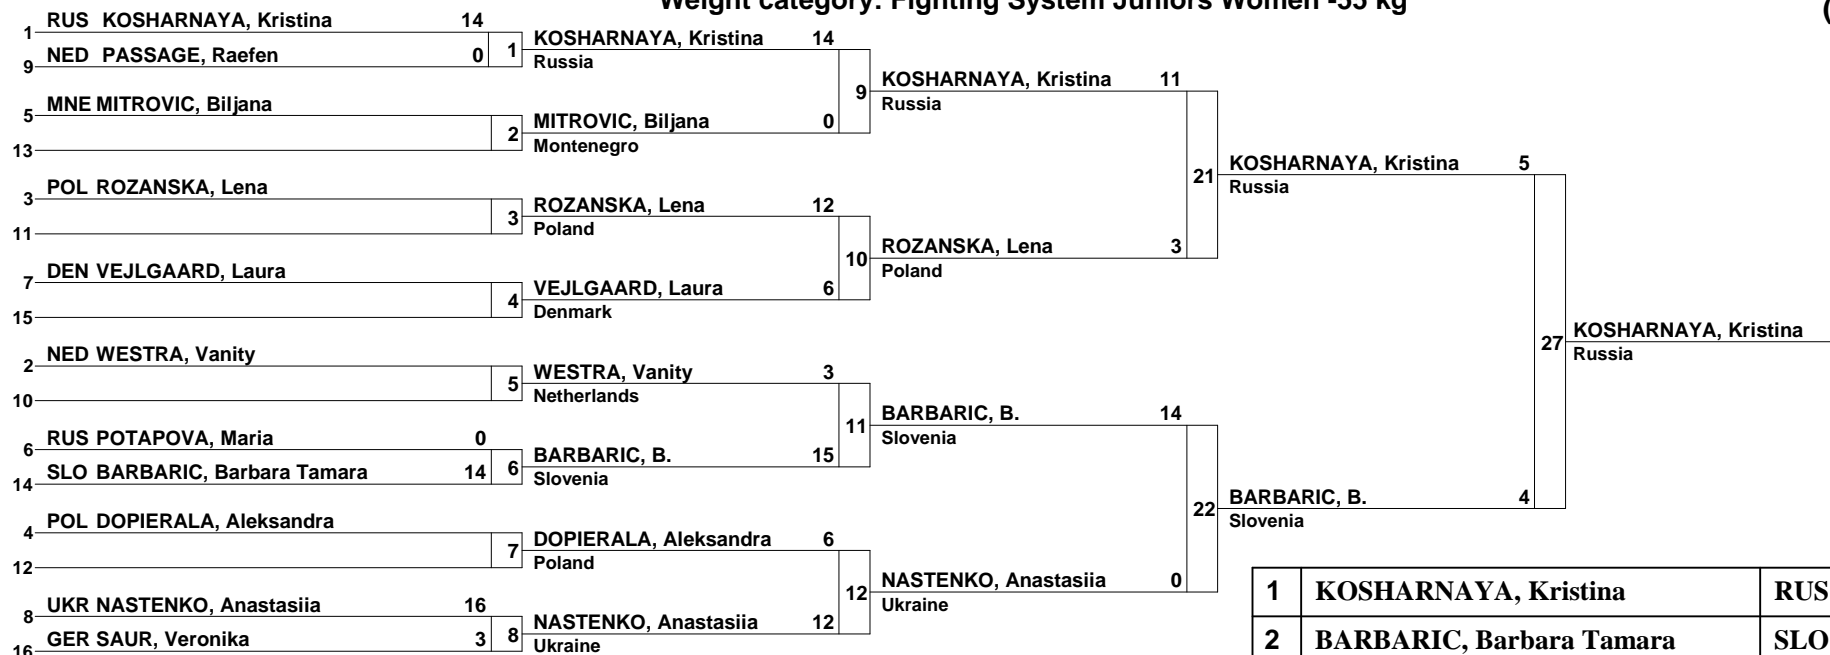 Weight category: Fighting System Juniors Women -55 kg
(
1 RUS KOSHARNAYA, Kristina 14
9 NED PASSAGE, Raefen 0
1
5 MNE MITROVIC, Biljana
13
2
3 POL ROZANSKA, Lena
11
3
7 DEN VEJLGAARD, Laura
15
4
2 NED WESTRA, Vanity
10
5
6 RUS POTAPOVA, Maria 0
14 SLO BARBARIC, Barbara Tamara 14
6
4 POL DOPIERALA, Aleksandra
12
7
8 UKR NASTENKO, Anastasiia 16
16 GER SAUR, Veronika 3
8
KOSHARNAYA, Kristina 14
Russia
9
MITROVIC, Biljana 0
Montenegro
ROZANSKA, Lena 12
Poland
10
VEJLGAARD, Laura 6
Denmark
WESTRA, Vanity 3
Netherlands
11
BARBARIC, B. 15
Slovenia
DOPIERALA, Aleksandra 6
Poland
12
NASTENKO, Anastasiia 12
Ukraine
KOSHARNAYA, Kristina 11
Russia
21
ROZANSKA, Lena 3
Poland
BARBARIC, B. 14
Slovenia
22
NASTENKO, Anastasiia 0
Ukraine
KOSHARNAYA, Kristina 5
Russia
27
BARBARIC, B. 4
Slovenia
KOSHARNAYA, Kristina
Russia
1 KOSHARNAYA, Kristina RUS
2 BARBARIC, Barbara Tamara SLO